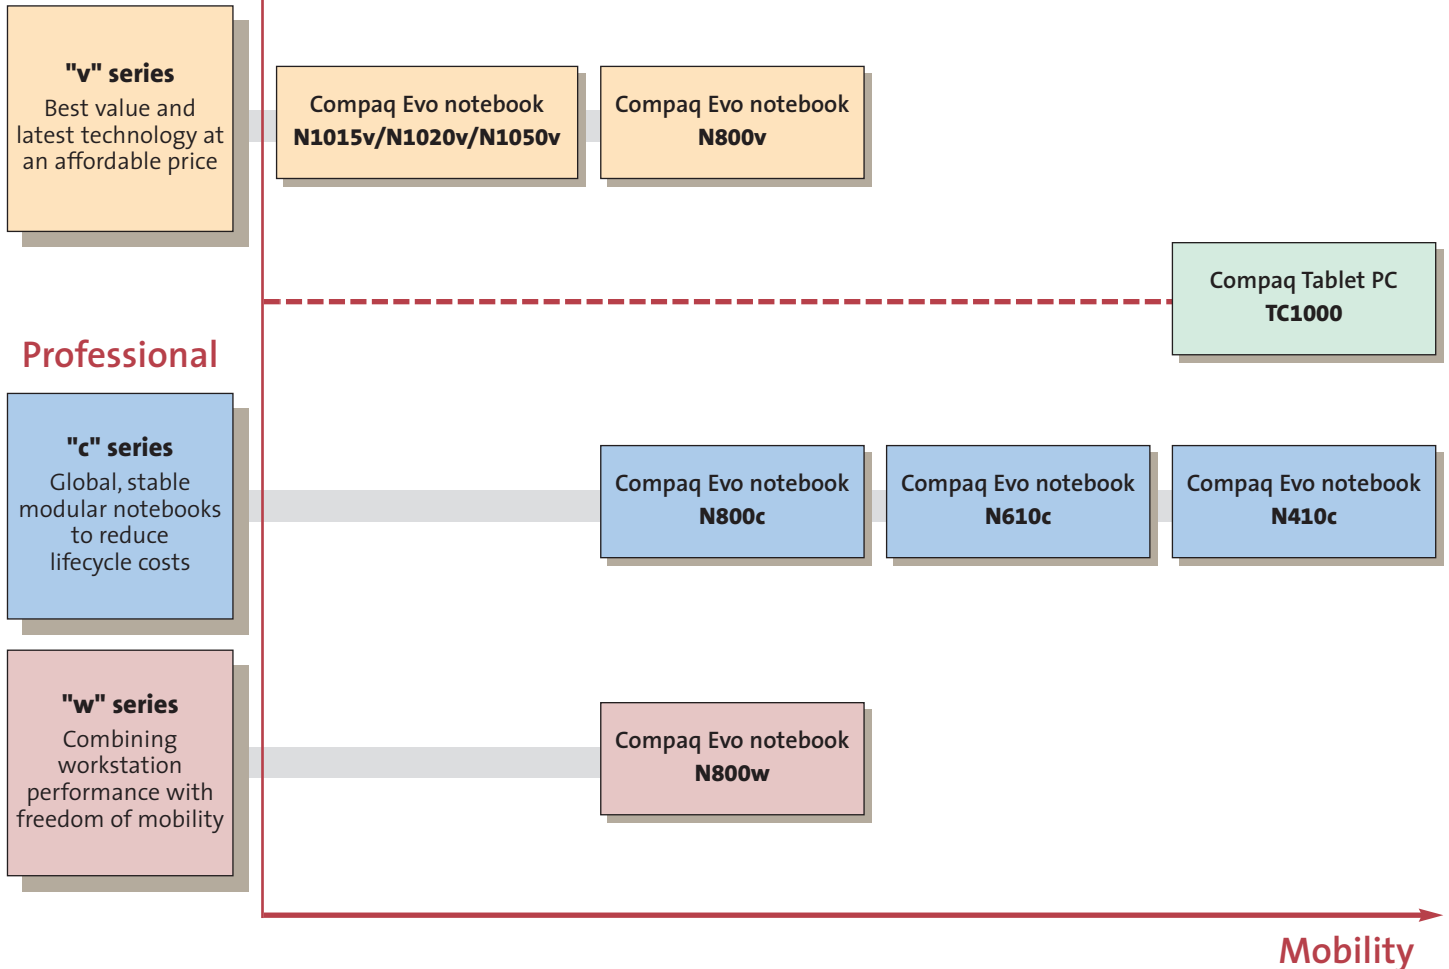 "v" series
Best value and
latest technology at
an affordable price
Compaq Evo notebook
N1015v/N1020v/N1050v
Compaq Evo notebook
N800v
Compaq Tablet PC
TC1000
Professional
"c" series
Global, stable
modular notebooks
to reduce
lifecycle costs
Compaq Evo notebook
N800c
Compaq Evo notebook
N610c
Compaq Evo notebook
N410c
"w" series
Combining
workstation
performance with
freedom of mobility
Compaq Evo notebook
N800w
Mobility